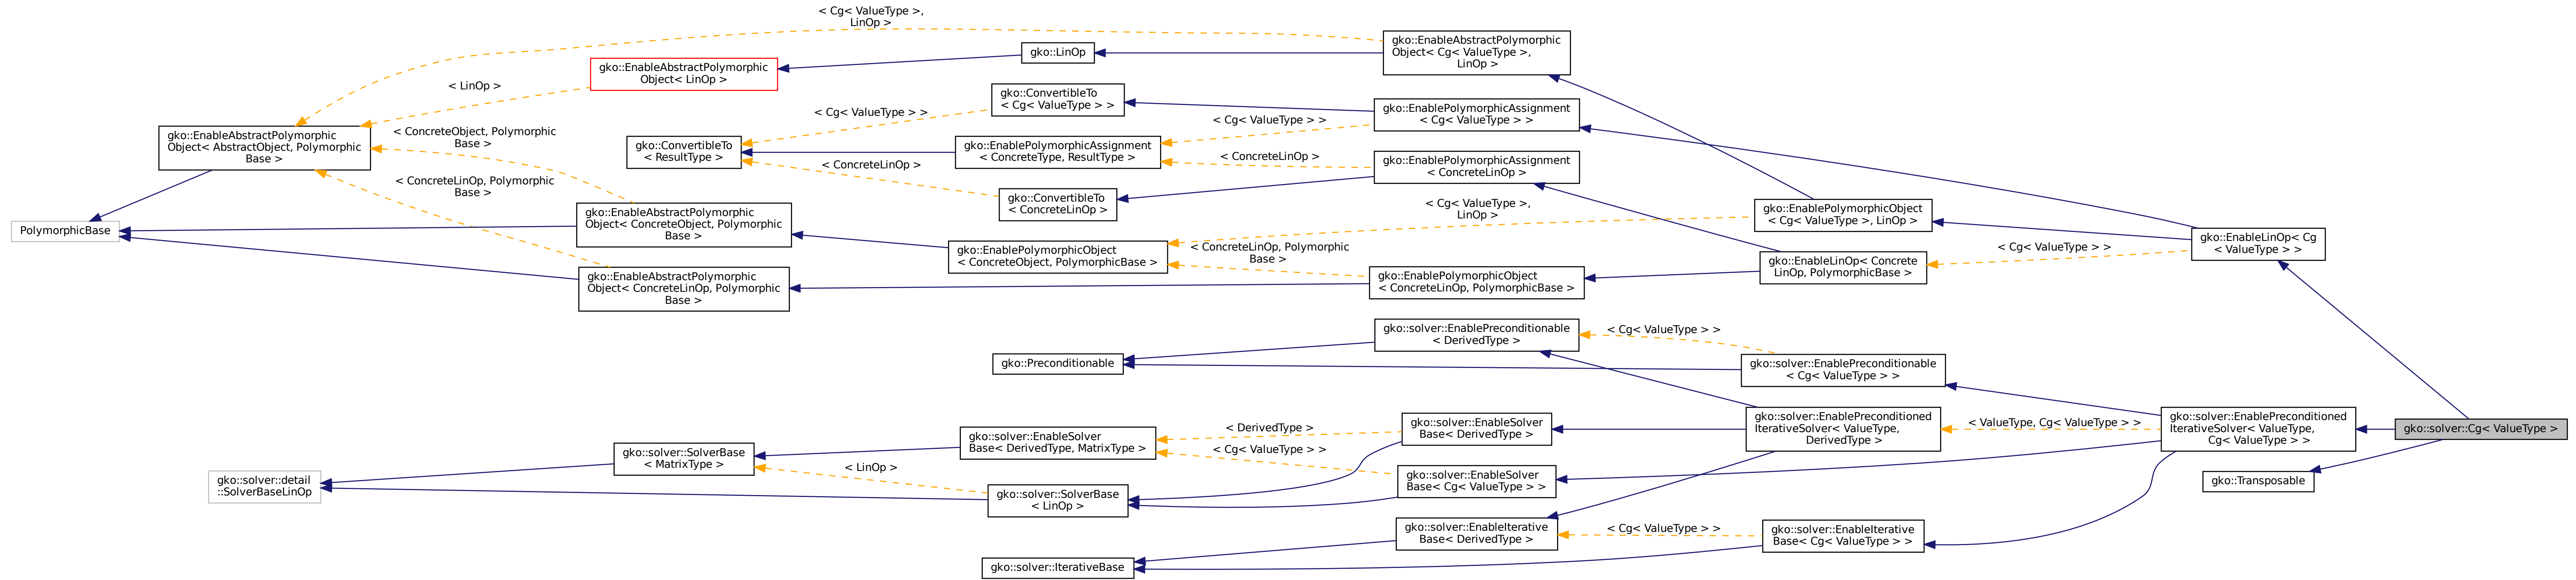 < Cg< ValueType >,
LinOp >
gko::EnableAbstractPolymorphic
Object< Cg< ValueType >,
LinOp >
gko::LinOp
gko::EnableAbstractPolymorphic
Object< LinOp >
< LinOp >
gko::ConvertibleTo
< Cg< ValueType > >
gko::EnablePolymorphicAssignment
< Cg< ValueType > >
< Cg< ValueType > >
< Cg< ValueType > >
gko::EnableAbstractPolymorphic
Object< AbstractObject, Polymorphic
Base >
< ConcreteObject, Polymorphic
Base >
gko::ConvertibleTo
< ResultType >
gko::EnablePolymorphicAssignment
< ConcreteType, ResultType >
< ConcreteLinOp >
< ConcreteLinOp >
gko::EnablePolymorphicAssignment
< ConcreteLinOp >
< ConcreteLinOp, Polymorphic
Base >
gko::ConvertibleTo
< ConcreteLinOp >
< Cg< ValueType >,
LinOp >
gko::EnablePolymorphicObject
< Cg< ValueType >, LinOp >
PolymorphicBase
gko::EnableAbstractPolymorphic
Object< ConcreteObject, Polymorphic
Base >
gko::EnablePolymorphicObject
< ConcreteObject, PolymorphicBase >
< ConcreteLinOp, Polymorphic
Base >
gko::EnableLinOp< Concrete
LinOp, PolymorphicBase >
< Cg< ValueType > >
gko::EnableLinOp< Cg
< ValueType > >
gko::EnableAbstractPolymorphic
Object< ConcreteLinOp, Polymorphic
Base >
gko::EnablePolymorphicObject
< ConcreteLinOp, PolymorphicBase >
gko::solver::EnablePreconditionable
< DerivedType >
< Cg< ValueType > >
gko::Preconditionable
gko::solver::EnablePreconditionable
< Cg< ValueType > >
gko::solver::EnableSolver
Base< DerivedType, MatrixType >
< DerivedType >
< Cg< ValueType > >
gko::solver::EnableSolver
Base< DerivedType >
gko::solver::EnablePreconditioned
IterativeSolver< ValueType,
DerivedType >
< ValueType, Cg< ValueType > >
gko::solver::EnablePreconditioned
IterativeSolver< ValueType,
Cg< ValueType > >
gko::solver::Cg< ValueType >
gko::solver::SolverBase
< MatrixType >
< LinOp >
gko::solver::detail
::SolverBaseLinOp
gko::solver::SolverBase
< LinOp >
gko::solver::EnableSolver
Base< Cg< ValueType > >
gko::Transposable
gko::solver::EnableIterative
Base< DerivedType >
< Cg< ValueType > >
gko::solver::EnableIterative
Base< Cg< ValueType > >
gko::solver::IterativeBase